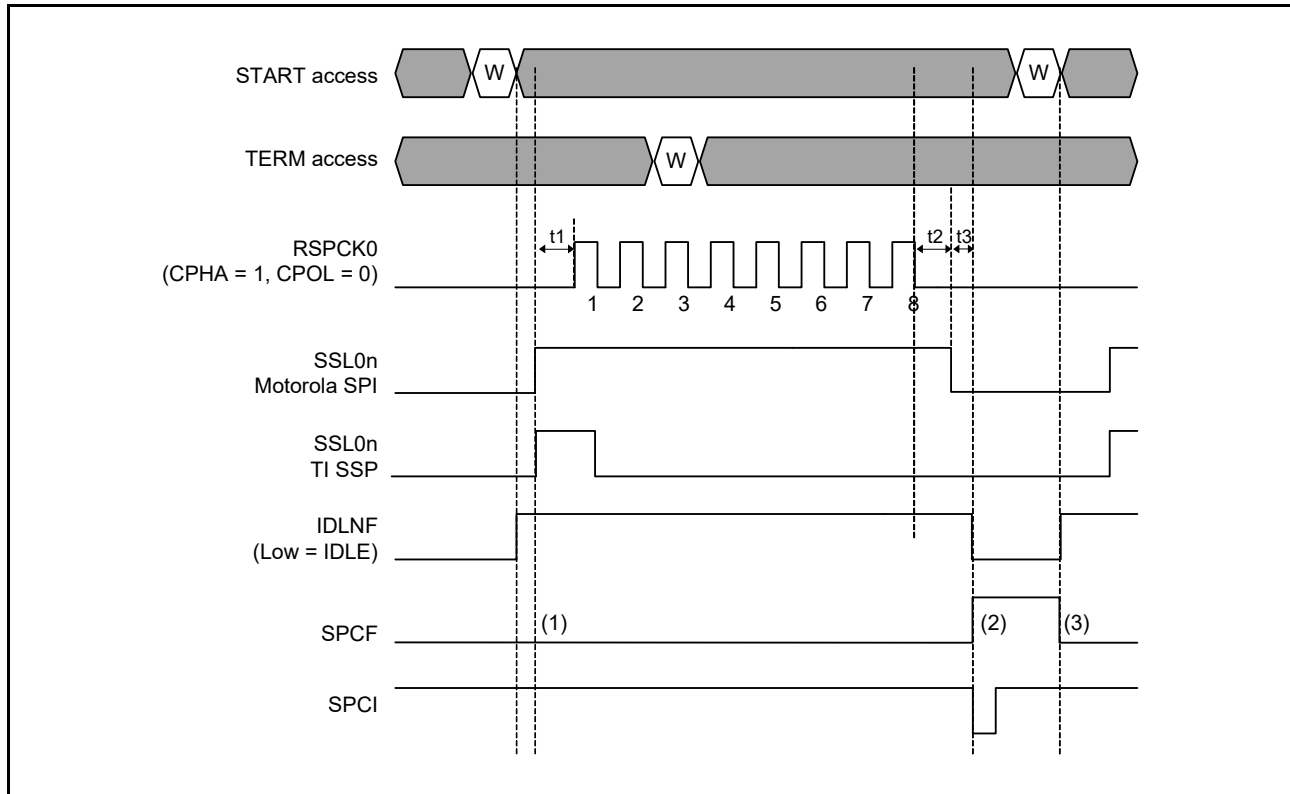 START access
W
W
TERM access
W
RSPCK0
(CPHA = 1, CPOL = 0)
t1
t2
t3
1 2 3 4 5 6 7 8
SSL0n
Motorola SPI
SSL0n
TI SSP
IDLNF
(Low = IDLE)
SPCF
(1)
(2)
(3)
SPCI